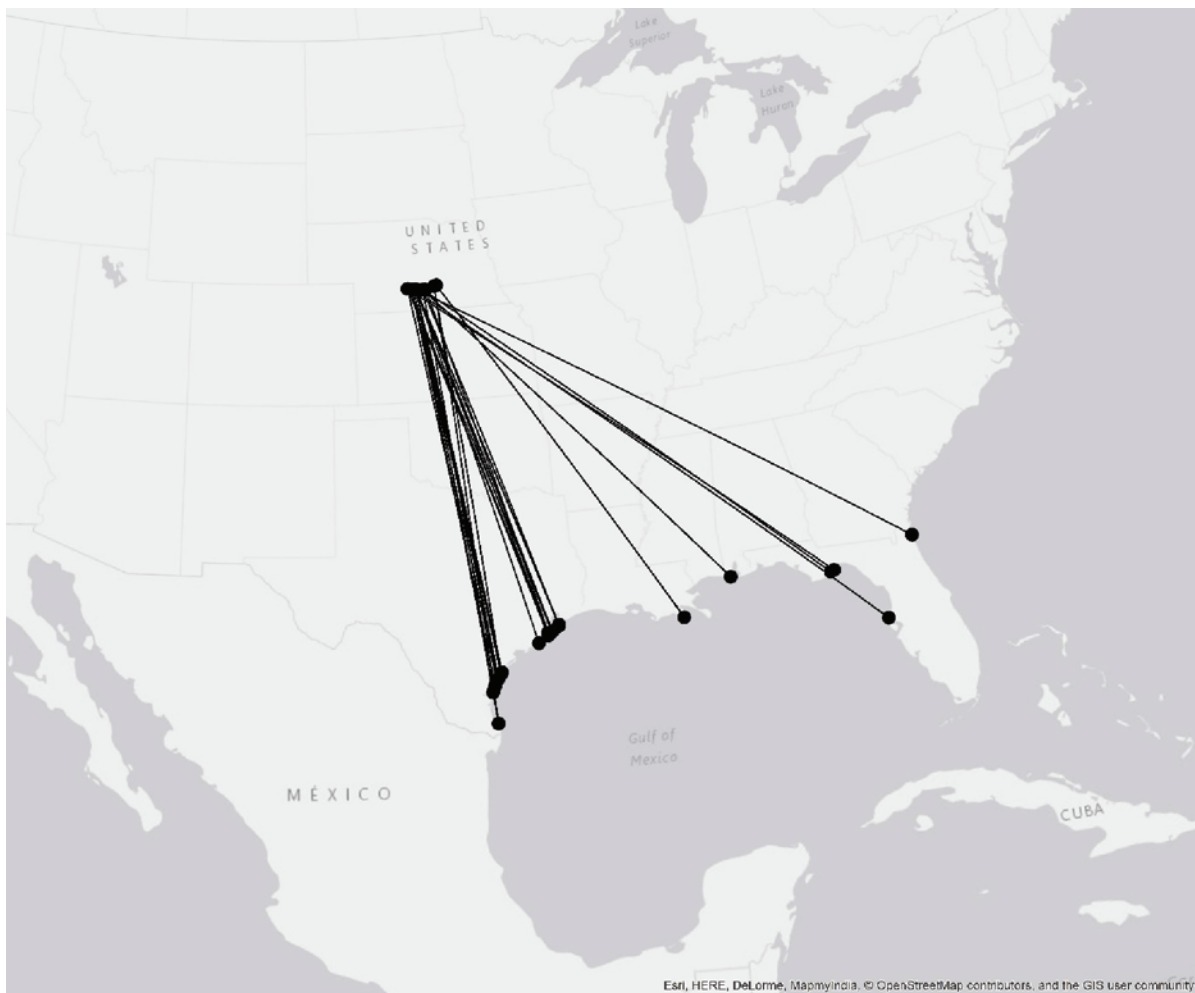 Lake
Superior
Lake
Huron
UNITED
STATES
Gulf of
Mexico
MÉXICO
CUBA
Esri, HERE, DeLorme, MapmyIndia, © OpenStreetMap contributors, and the GIS user community